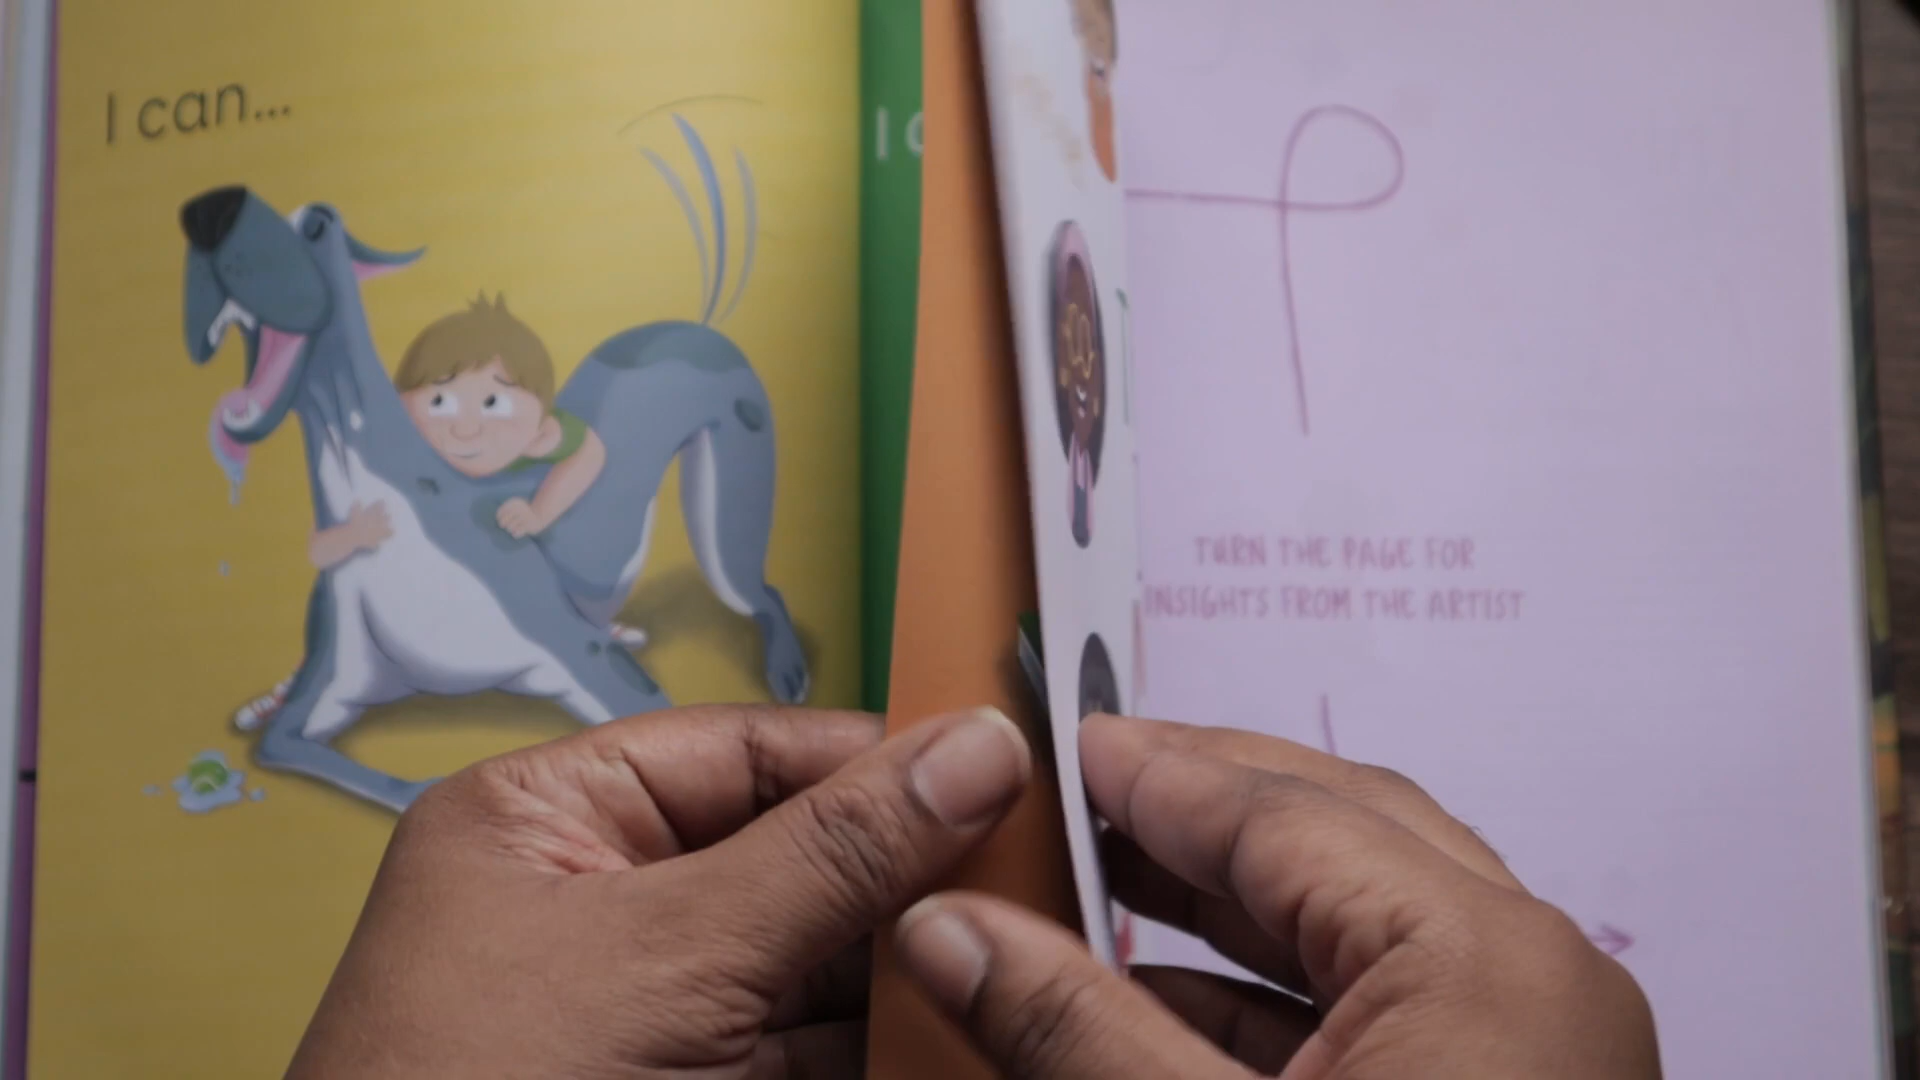 I can...
I c
TURN THE PAGE FOR
INSIGHTS FROM THE ARTIST